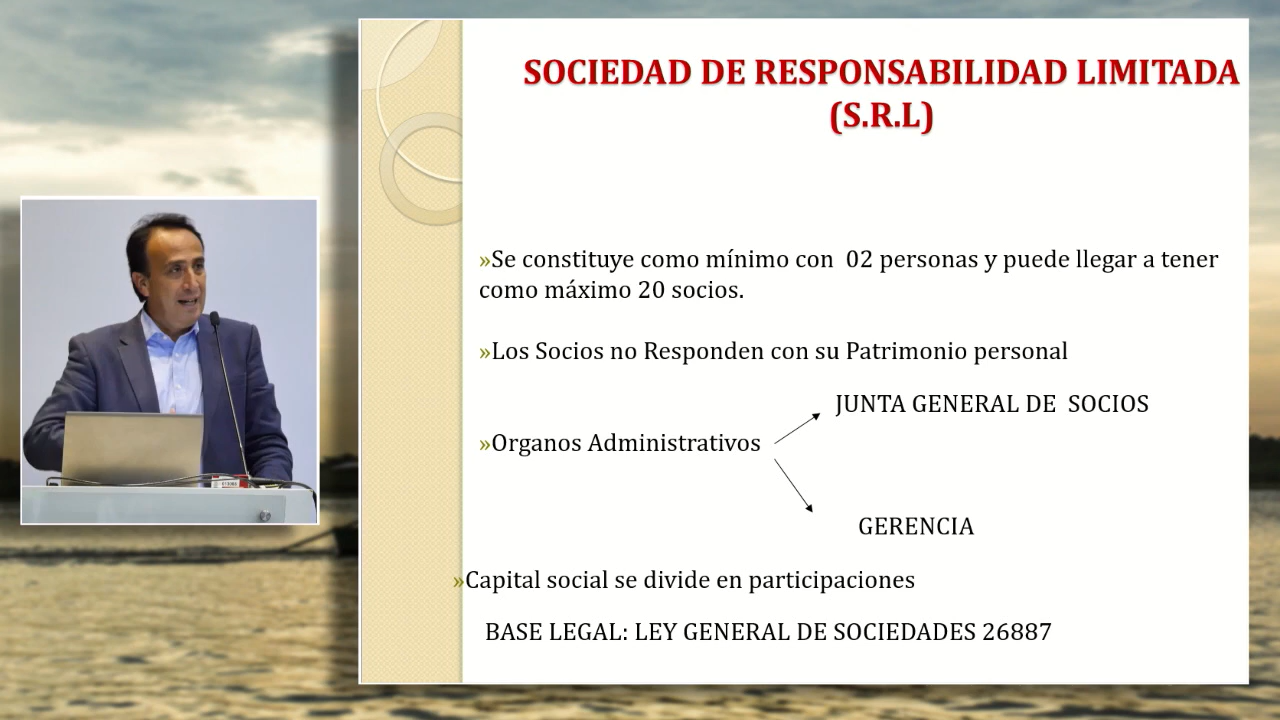 SOCIEDAD DE RESPONSABILIDAD LIMITADA
(S.R.L)
»Se constituye como mínimo con 02 personas y puede llegar a tener
como máximo 20 socios.
»Los Socios no Responden con su Patrimonio personal
JUNTA GENERAL DE SOCIOS
»Organos Administrativos
GERENCIA
»Capital social se divide en participaciones
BASE LEGAL: LEY GENERAL DE SOCIEDADES 26887